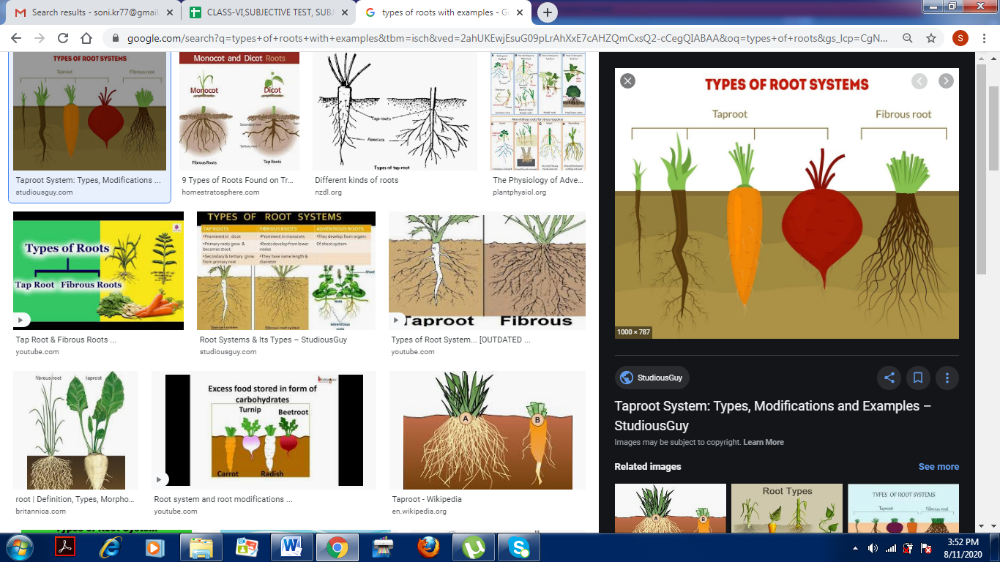 Search results - soni.kr77@gmail
CLASS-VI,SUBJECTIVE TEST, SUBJ
types of roots with examples - Go
google.com/search?q=types+of+roots+with+examples&tbm=isch&ved=2ahUKEwjEsuG09pLrAhXxE7cAHZQmCxsQ2-cCegQIABAA&oq=types+of+roots&gs_lcp=CgN...
S
TYPES OF ROOT SYSTEMS
Taproot
Fibrous root
Taproot System: Types, Modifications ...
studiousguy.com
Monocot and Dicot Roots
Monocot
Dicot
Secondary root
Tertiary root
Fibrous Roots
Tap Roots
9 Types of Roots Found on Tr...
homestratosphere.com
Tap roots
Rootlets
Types of tap-root
Different kinds of roots
nzdl.org
The Physiology of Adve...
plantphysiol.org
Types of Roots
Tap Root Fibrous Roots
Tap Root & Fibrous Roots ...
youtube.com
TYPES OF ROOT SYSTEMS
TAP ROOTS
FIBROUS ROOTS
ADVENTIOUS ROOTS
•Prominent in dicot
•Prominent in monocots
•They develop from organs
Of shoot system
•Primary roots grow &
becomes stout.
•Roots develop from lower
nodes
•Secondary & tertiary grow
from primary root
•They have same length &
diameter
Taproot system
Fibrous root system
Node
Adventitious
roots
Root Systems & Its Types – StudiousGuy
studiousguy.com
Taproot
Fibrous
Types of Root System... [OUTDATED ...
youtube.com
fibrous root
taproot
root | Definition, Types, Morpho...
britannica.com
Excess food stored in form of
carbohydrates
Turnip
Beetroot
Carrot
Radish
Root system and root modifications ...
youtube.com
A
B
Taproot - Wikipedia
en.wikipedia.org
TYPES OF ROOT SYSTEMS
Taproot
Fibrous root
1000 × 787
StudiousGuy
Taproot System: Types, Modifications and Examples –
StudiousGuy
Images may be subject to copyright. Learn More
Related images
See more
A
B
Root Types
TYPES OF ROOT SYSTEMS
Taproot
Fibrous root
3:52 PM
8/11/2020